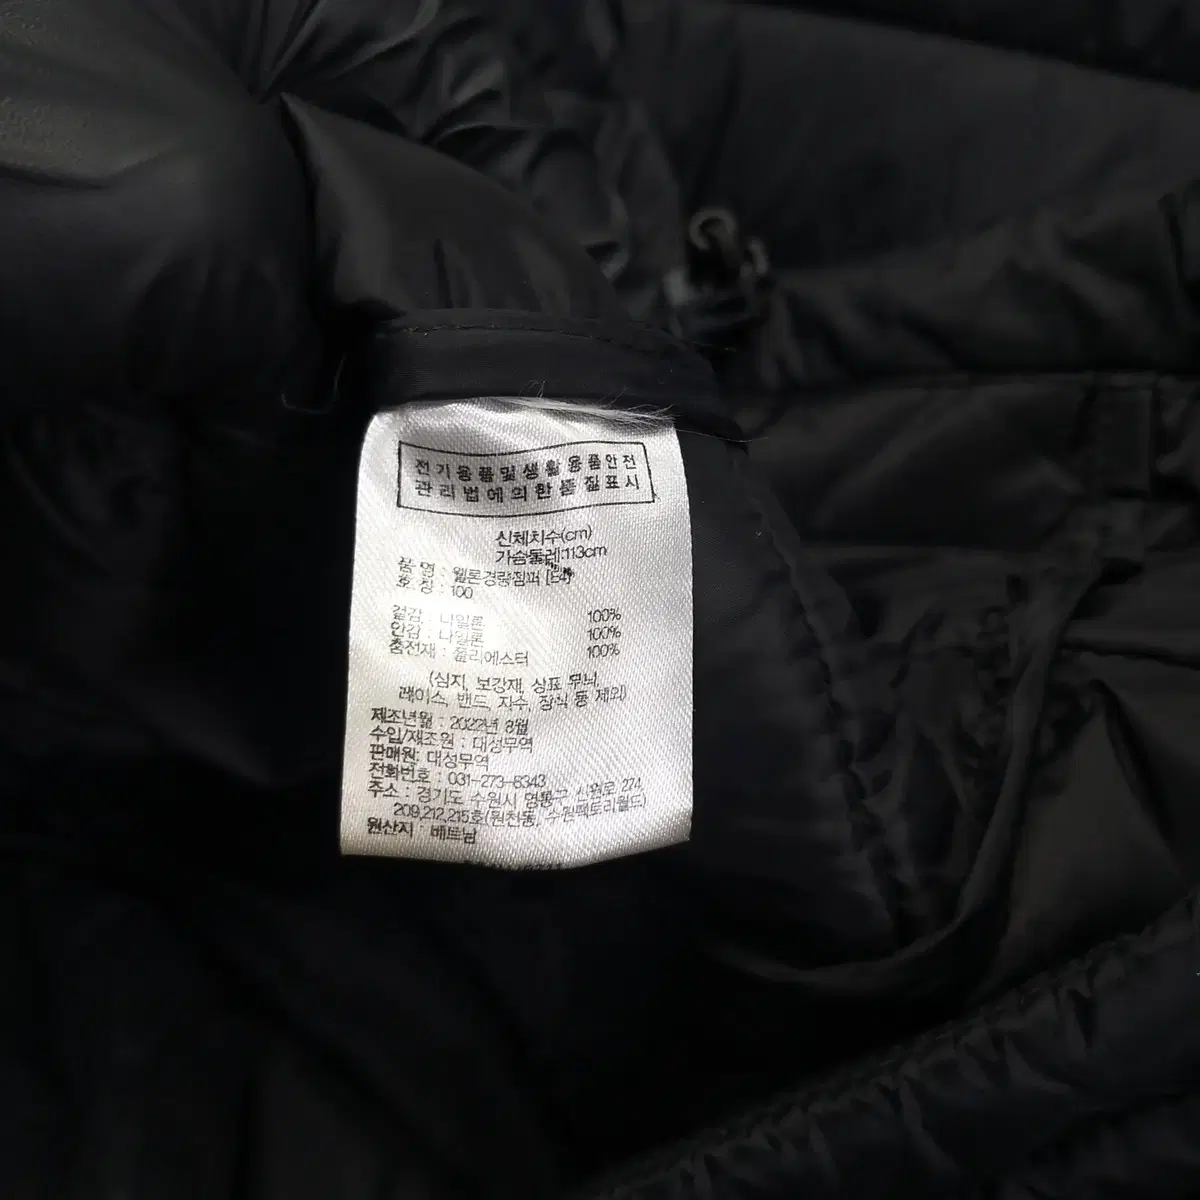 전기용품및생활용품안전
관리법에의한품질표시
신체치수(cm)
가슴둘레:113cm
품 명 : 웰론경량점퍼
호 칭 : 100
겉감 : 나일론 100%
안감 : 나일론 100%
충전재 : 폴리에스터 100%
(심지, 보강재, 상표 무늬,
레이스, 밴드, 자수, 장식 등 제외)
제조년월 : 2022년 8월
수입/제조원 : 대성무역
판매원: 대성무역
전화번호 : 031-273-8343
주소 : 경기도 수원시 영통구 신원로 274,
209,212,215호(원천동, 수원팩토리월드)
원산지 : 베트남